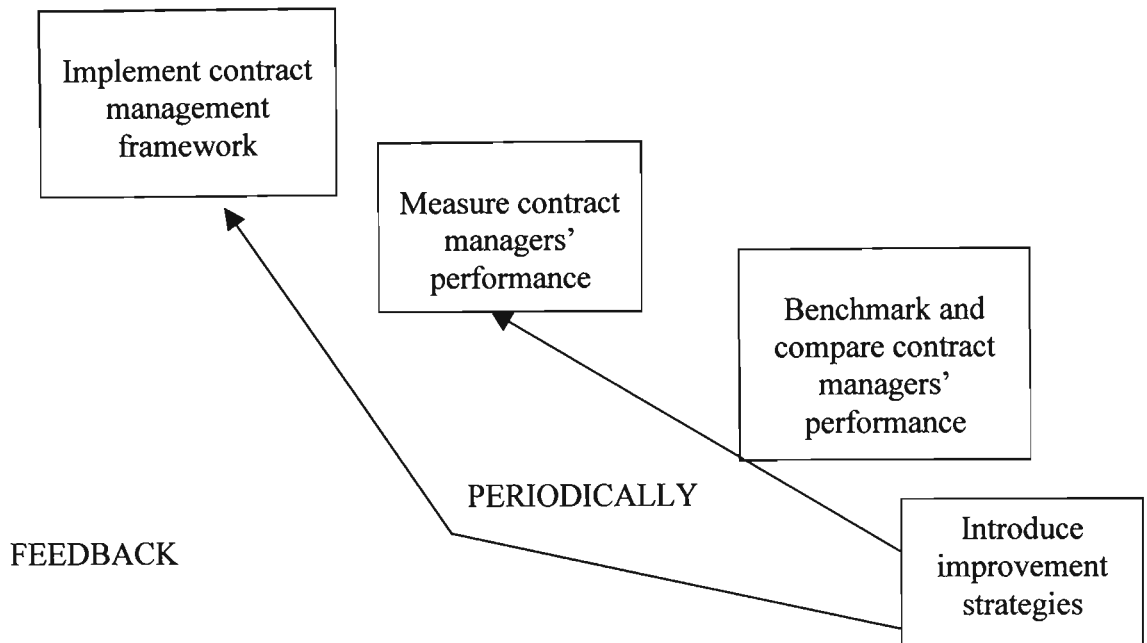 Implement contract
management
framework
Measure contract
managers’
performance
Benchmark and
compare contract
managers’
performance
PERIODICALLY
FEEDBACK
Introduce
improvement
strategies